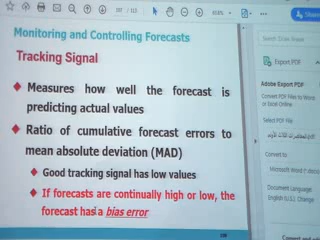 107 / 113
Monitoring and Controlling Forecasts
Tracking Signal
Measures how well the forecast is
predicting actual values
Ratio of cumulative forecast errors to
mean absolute deviation (MAD)
Good tracking signal has low values
If forecasts are continually high or low, the
forecast has a bias error
Export PDF
Adobe Export PDF
Convert PDF Files to Word
or Excel Online
Select PDF File
Convert to
Microsoft Word
Document Language:
English (U.S.) Change